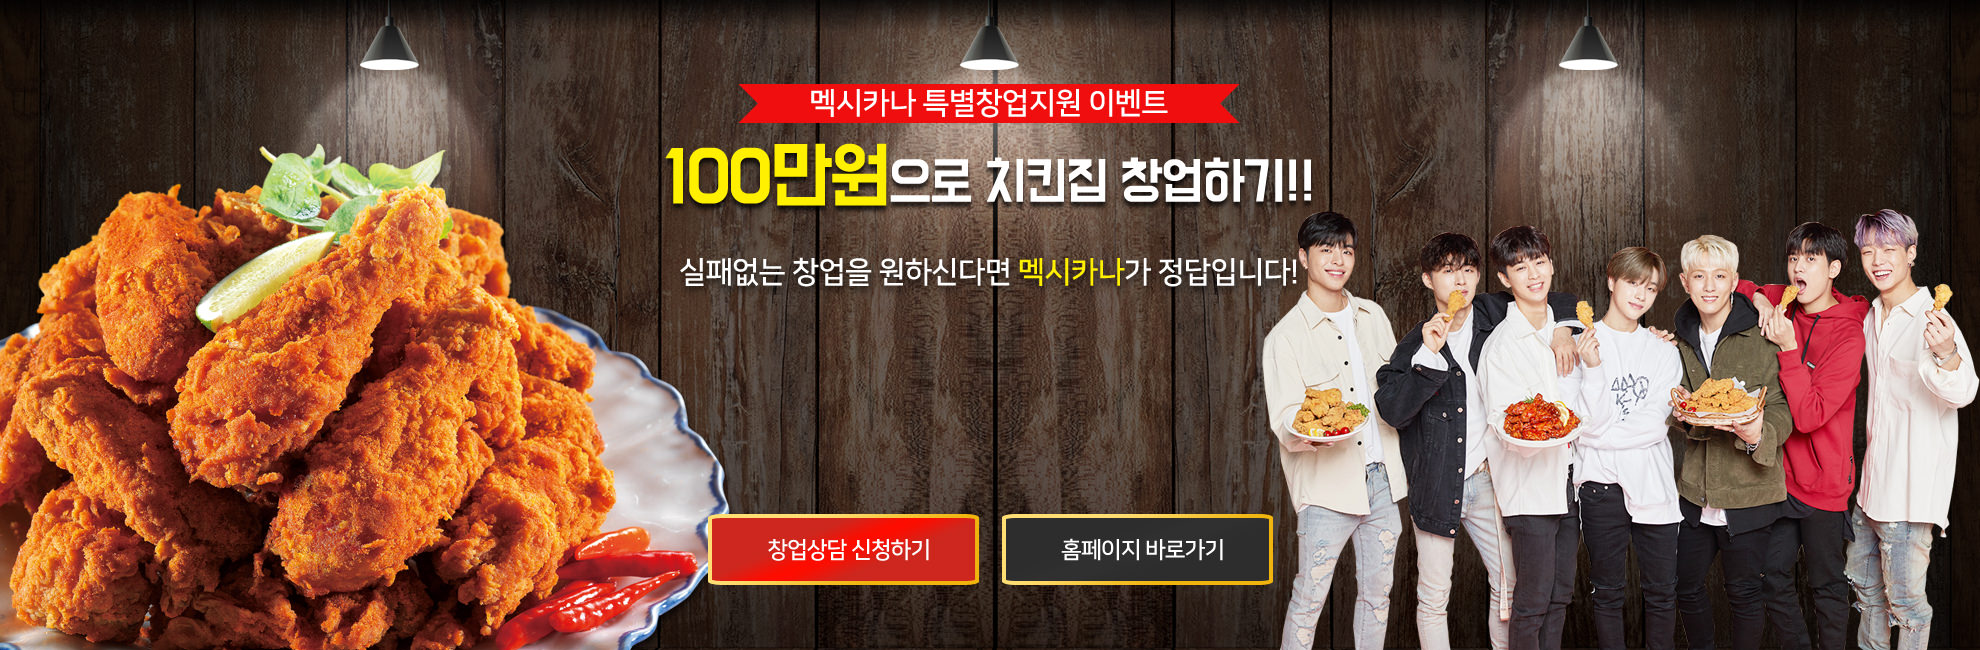 멕시카나 특별창업지원 이벤트
100만원으로 치킨집 창업하기!!
실패없는 창업을 원하신다면 멕시카나가 정답입니다!
창업상담 신청하기
홈페이지 바로가기